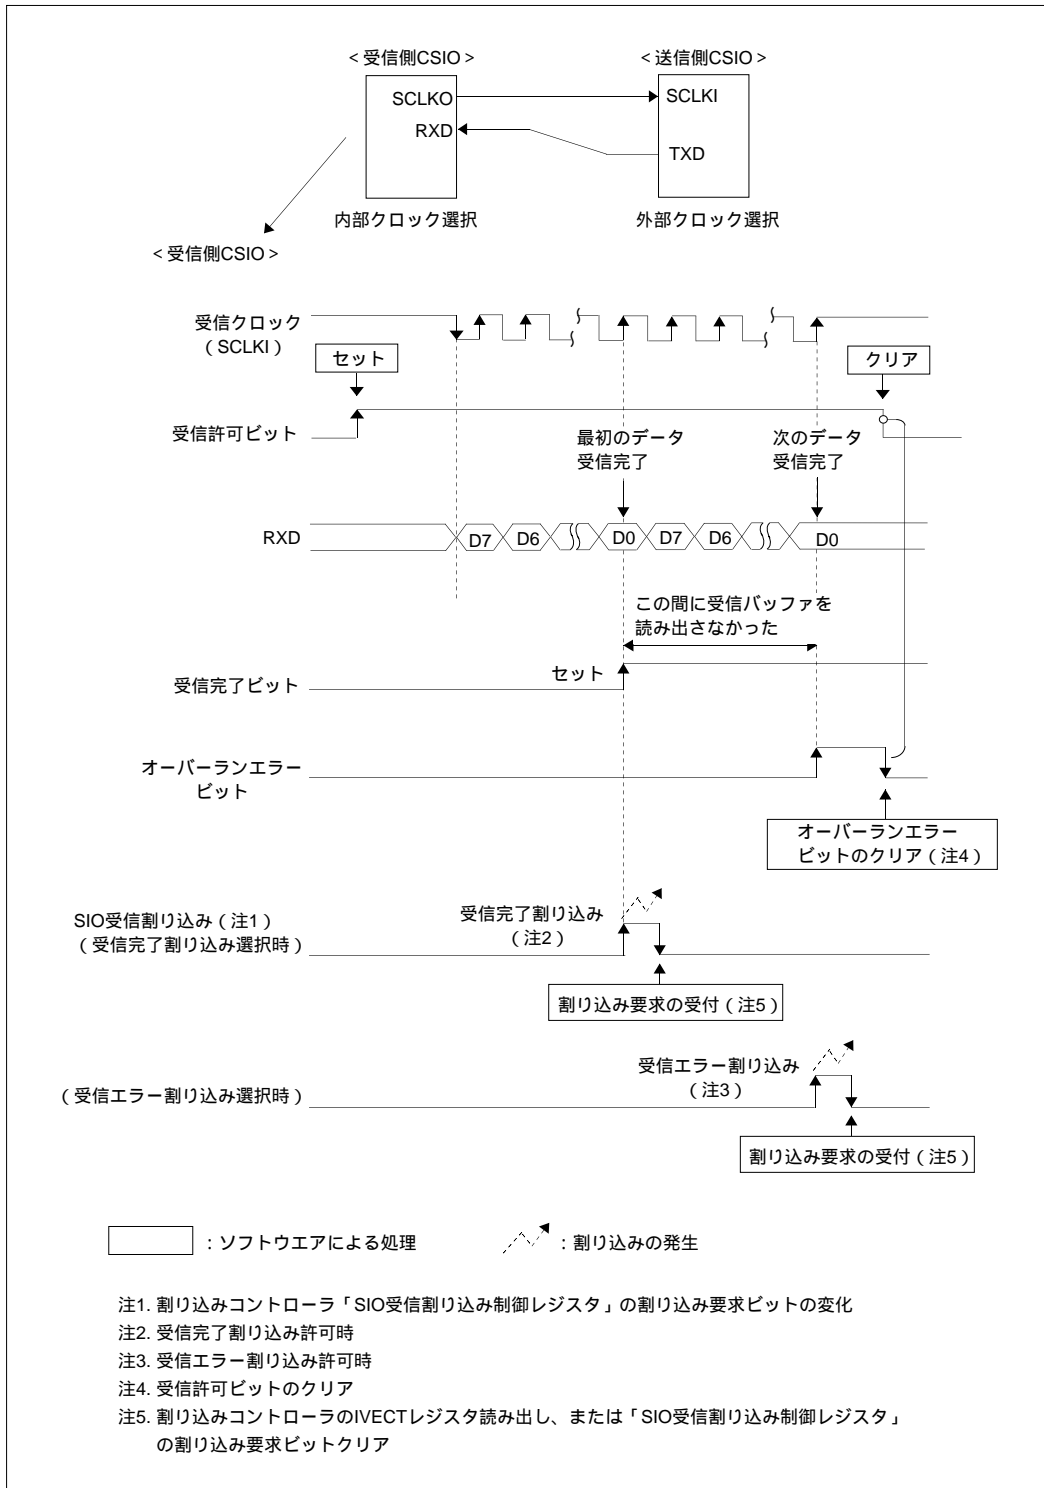 ＜受信側CSIO＞
＜送信側CSIO＞
SCLKO
SCLKI
RXD
TXD
内部クロック選択
外部クロック選択
＜受信側CSIO＞
受信クロック
（SCLKI）
セット
クリア
受信許可ビット
最初のデータ
受信完了
次のデータ
受信完了
RXD
D7
D6
D0
D7
D6
D0
この間に受信バッファを
読み出さなかった
セット
受信完了ビット
オーバーランエラー
ビット
オーバーランエラー
ビットのクリア（注4）
SIO受信割り込み（注1）
（受信完了割り込み選択時）
受信完了割り込み
（注2）
割り込み要求の受付（注5）
受信エラー割り込み
（注3）
（受信エラー割り込み選択時）
割り込み要求の受付（注5）
：ソフトウエアによる処理
：割り込みの発生
注1. 割り込みコントローラ「SIO受信割り込み制御レジスタ」の割り込み要求ビットの変化
注2. 受信完了割り込み許可時
注3. 受信エラー割り込み許可時
注4. 受信許可ビットのクリア
注5. 割り込みコントローラのIVECTレジスタ読み出し、または「SIO受信割り込み制御レジスタ」
の割り込み要求ビットクリア